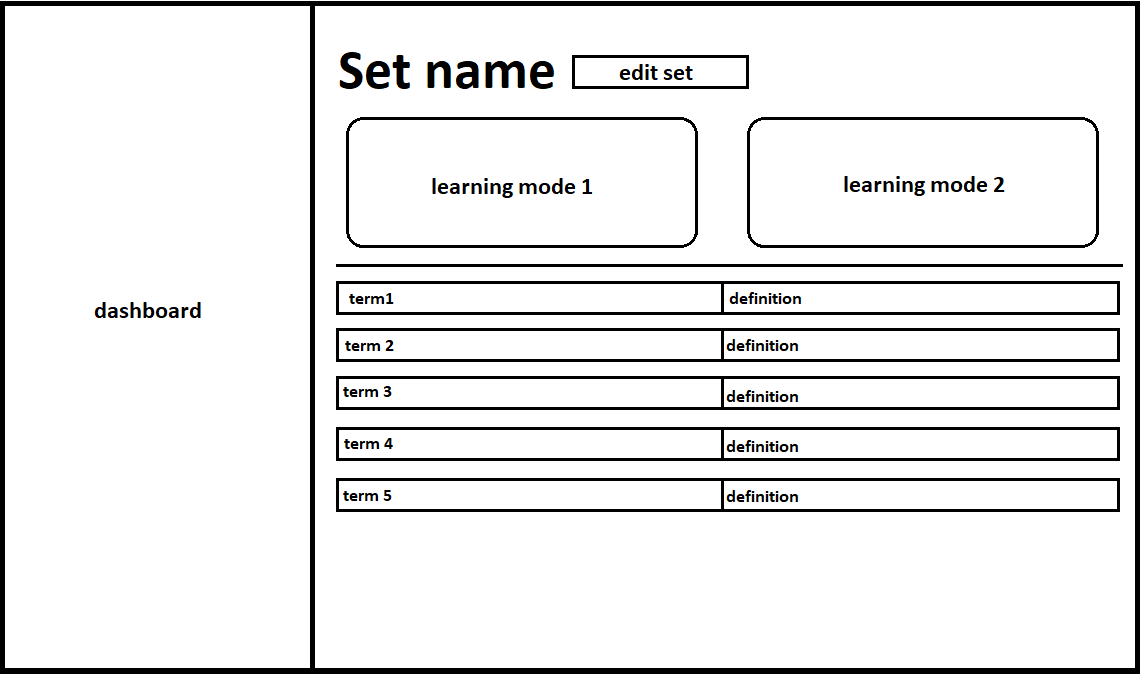 Set name
edit set
learning mode 1
learning mode 2
dashboard
term1
definition
term 2
definition
term 3
definition
term 4
definition
term 5
definition